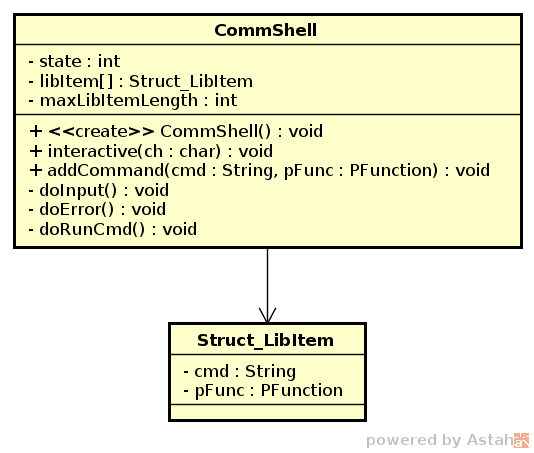 CommShell
- state : int
- libItem[] : Struct_LibItem
- maxLibItemLength : int
+ <<create>> CommShell() : void
+ interactive(ch : char) : void
+ addCommand(cmd : String, pFunc : PFunction) : void
- doInput() : void
- doError() : void
- doRunCmd() : void
Struct_LibItem
- cmd : String
- pFunc : PFunction
powered by Astah